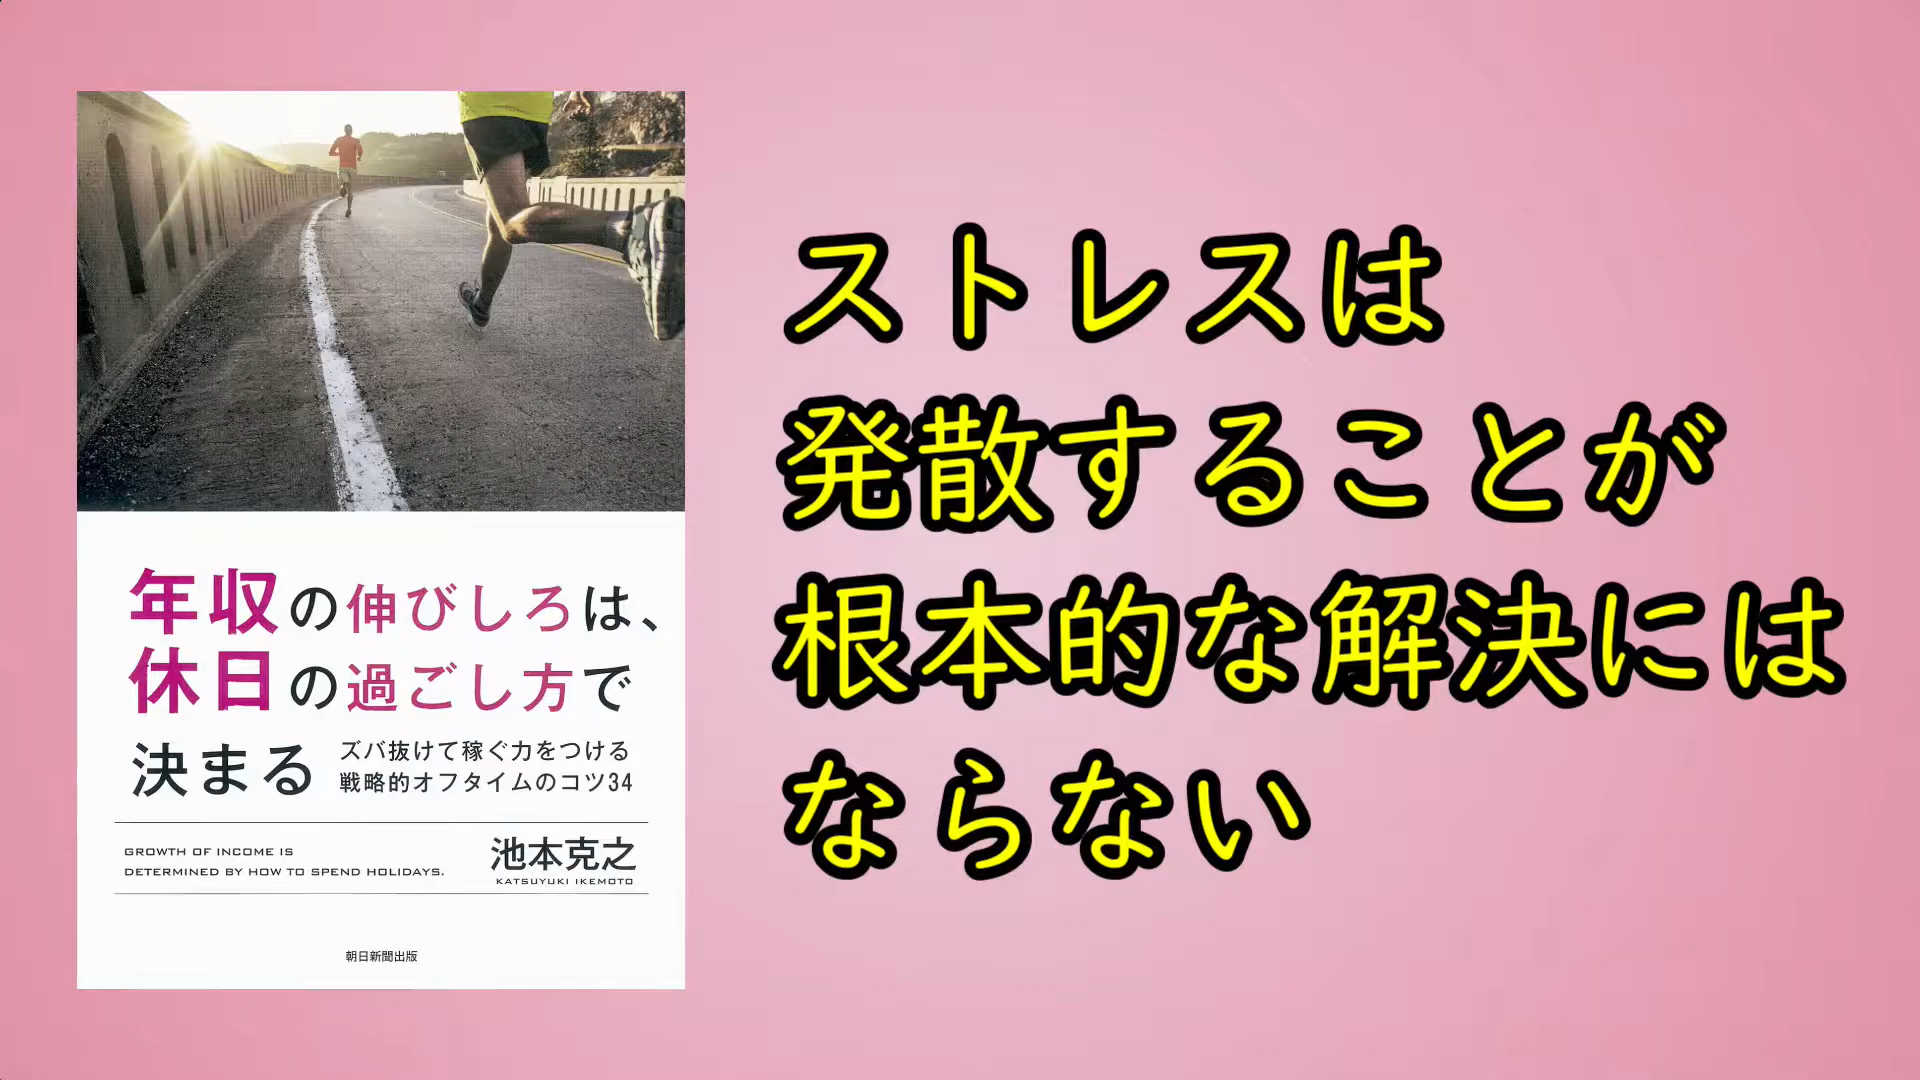 年収の伸びしろは、
休日の過ごし方で
決まる
ズバ抜けて稼ぐ力をつける
戦略的オフタイムのコツ34
GROWTH OF INCOME IS
DETERMINED BY HOW TO SPEND HOLIDAYS.
池本克之
KATSUYUKI IKEMOTO
朝日新聞出版
ストレスは
発散することが
根本的な解決には
ならない